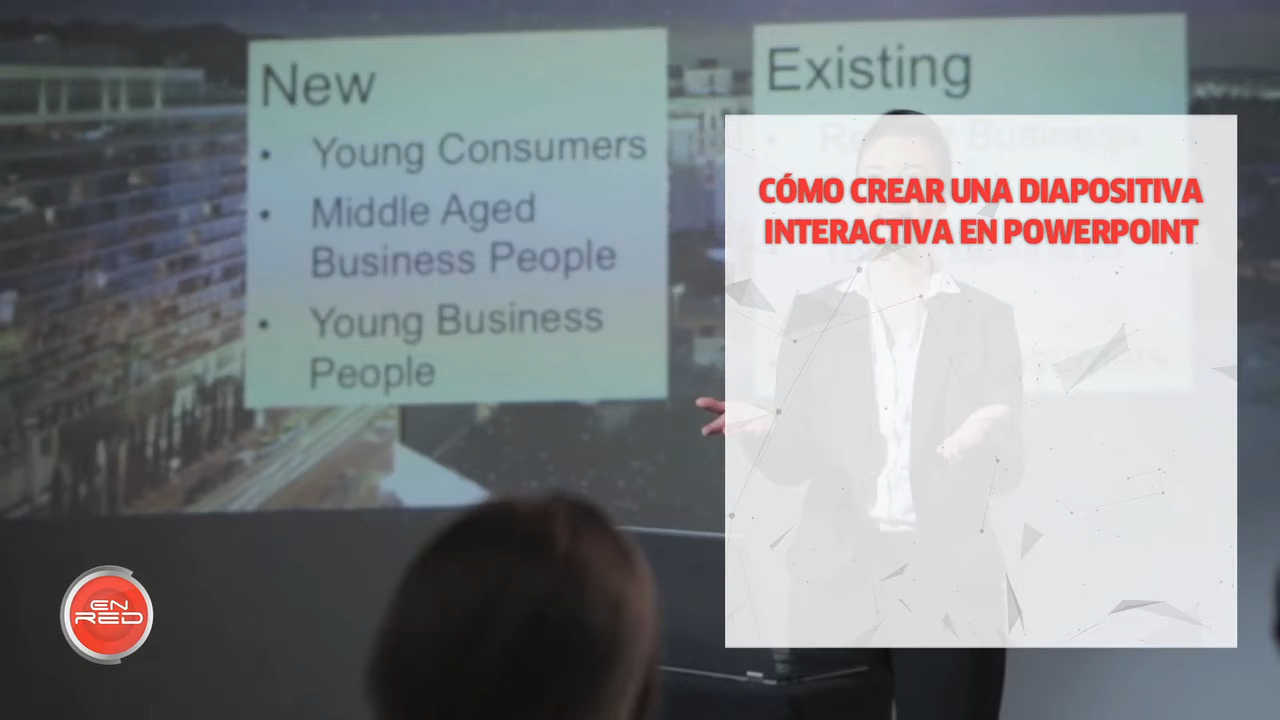 New
• Young Consumers
• Middle Aged
Business People
• Young Business
People
Existing
Business
CÓMO CREAR UNA DIAPOSITIVA
INTERACTIVA EN POWERPOINT
EN
RED